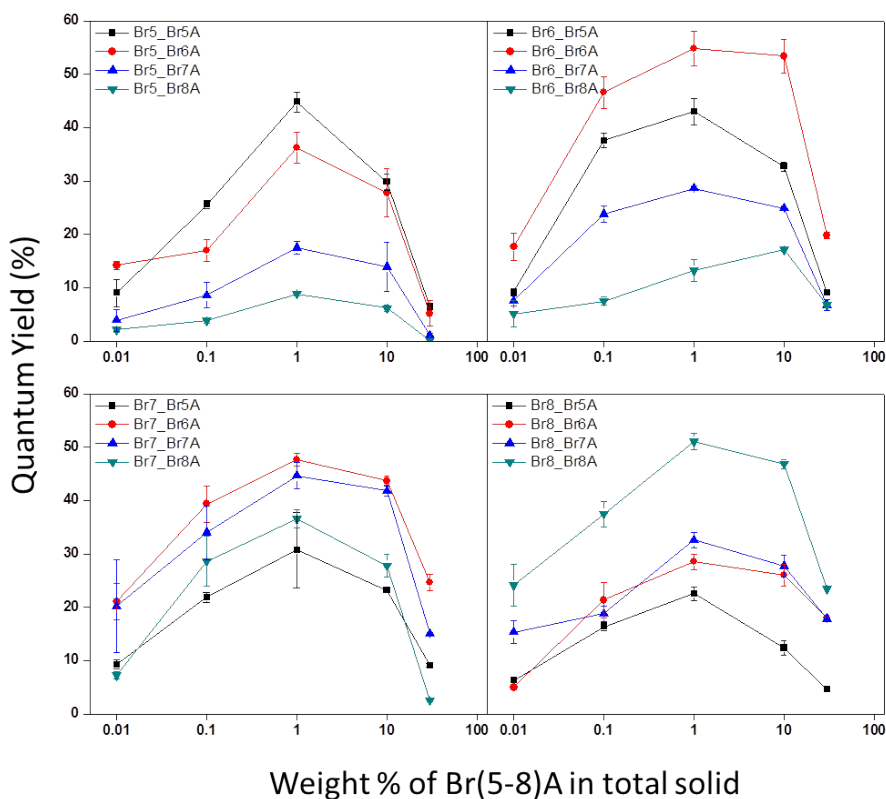 60
50
40
30
20
10
0
Br5_Br5A
Br5_Br6A
Br5_Br7A
Br5_Br8A
0.01 0.1 1 10 100
Br6_Br5A
Br6_Br6A
Br6_Br7A
Br6_Br8A
0.01 0.1 1 10 100
Quantum Yield (%)
60
50
40
30
20
10
0
Br7_Br5A
Br7_Br6A
Br7_Br7A
Br7_Br8A
0.01 0.1 1 10 100
Br8_Br5A
Br8_Br6A
Br8_Br7A
Br8_Br8A
0.01 0.1 1 10 100
Weight % of Br(5-8)A in total solid